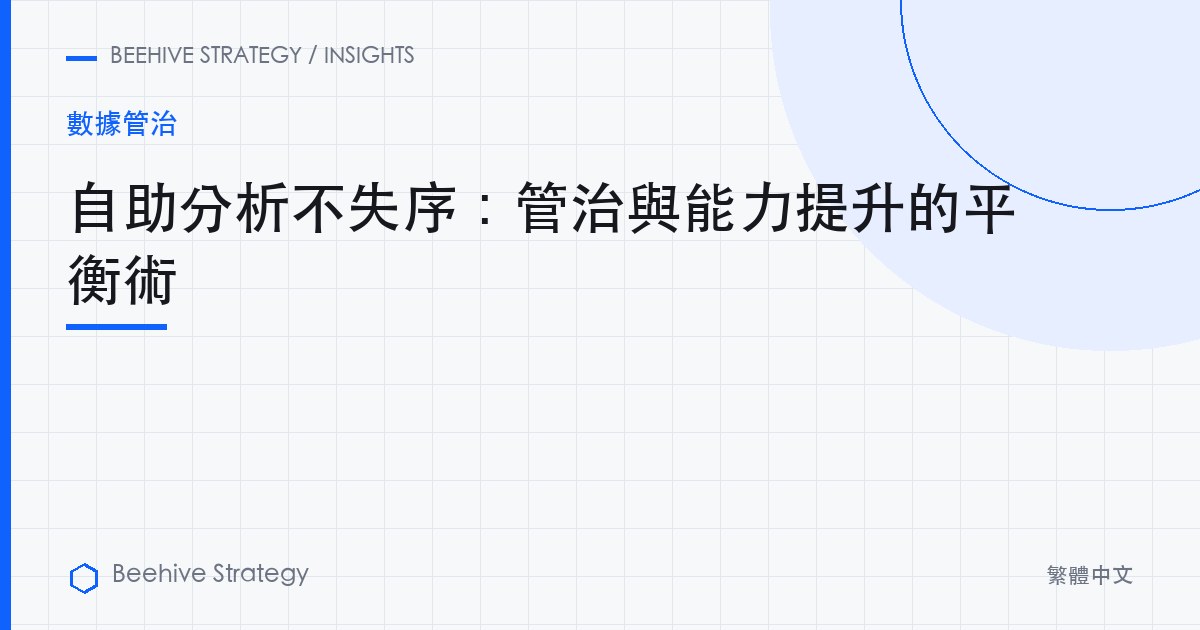 BEEHIVE STRATEGY / INSIGHTS
數據管治
自助分析不失序：管治與能力提升的平
衡術
Beehive Strategy
繁體中文